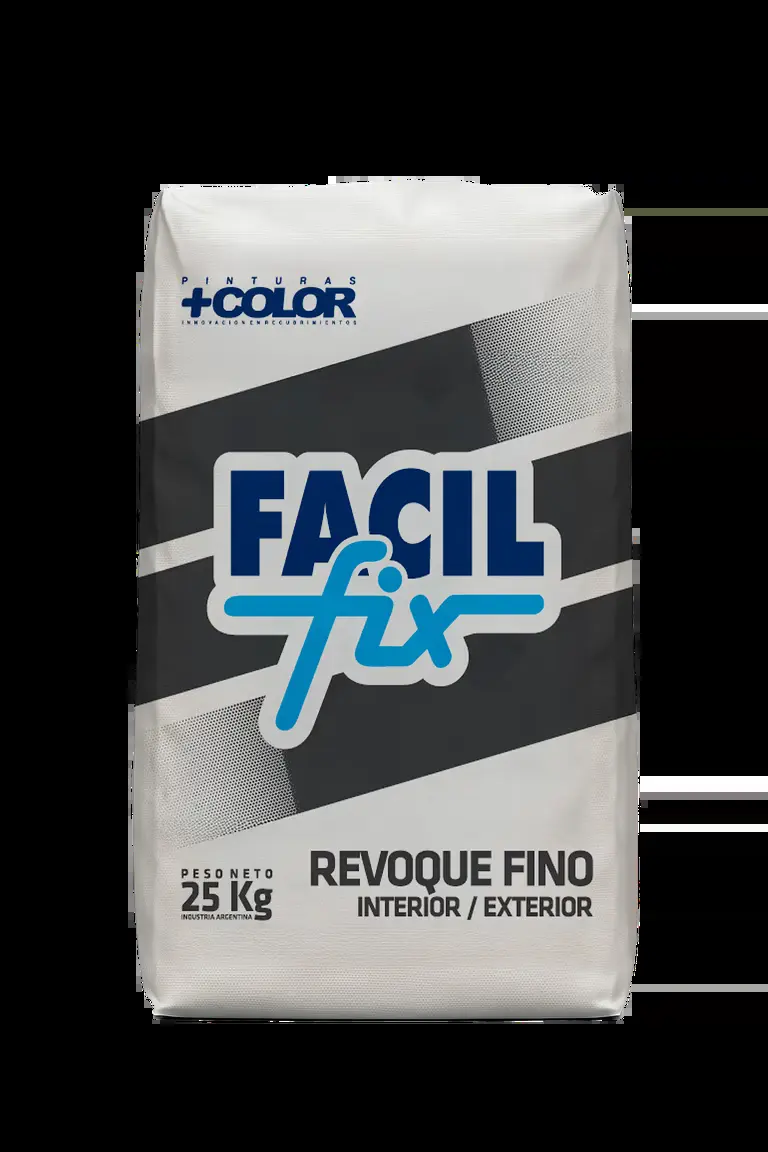 PINTURAS
+COLOR
INNOVACION EN RECUBRIMIENTOS
FACIL
fix
PESO NETO
25 Kg
INDUSTRIA ARGENTINA
REVOQUE FINO
INTERIOR / EXTERIOR